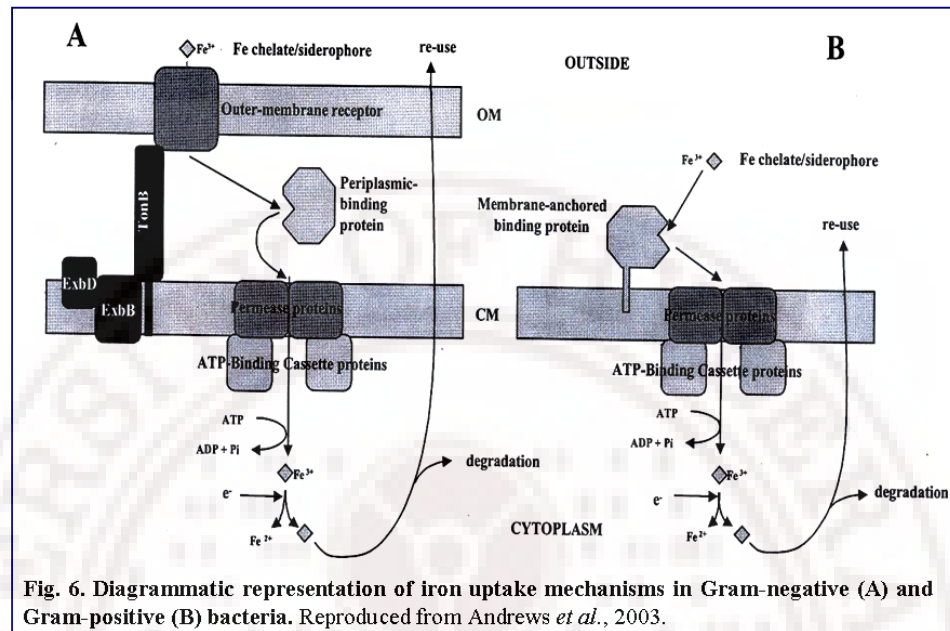 A
Fe³⁺ Fe chelate/siderophore
re-use
OUTSIDE
B
Outer-membrane receptor
OM
TonB
Periplasmic-
binding
protein
ExbD
ExbB
Permease proteins
CM
ATP-Binding Cassette proteins
ATP
ADP + Pi
Fe³⁺
e⁻
Fe²⁺
degradation
CYTOPLASM
Fe³⁺ Fe chelate/siderophore
Membrane-anchored
binding protein
re-use
Permease proteins
ATP-Binding Cassette proteins
ATP
ADP + Pi
Fe³⁺
e⁻
Fe²⁺
degradation
Fig. 6. Diagrammatic representation of iron uptake mechanisms in Gram-negative (A) and
Gram-positive (B) bacteria. Reproduced from Andrews et al., 2003.